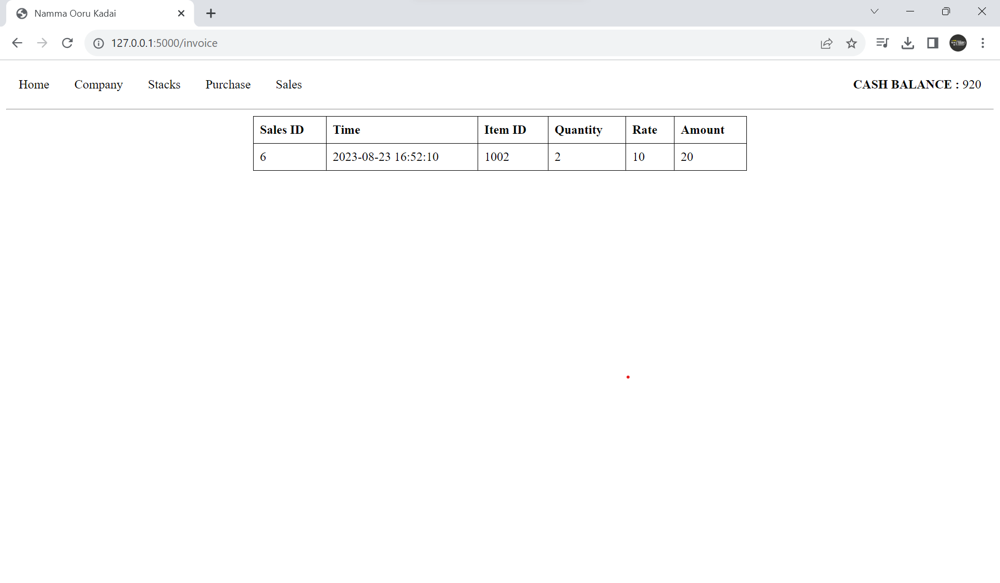 Namma Ooru Kadai
127.0.0.1:5000/invoice
Home Company Stacks Purchase Sales CASH BALANCE : 920
Sales ID Time Item ID Quantity Rate Amount
6 2023-08-23 16:52:10 1002 2 10 20